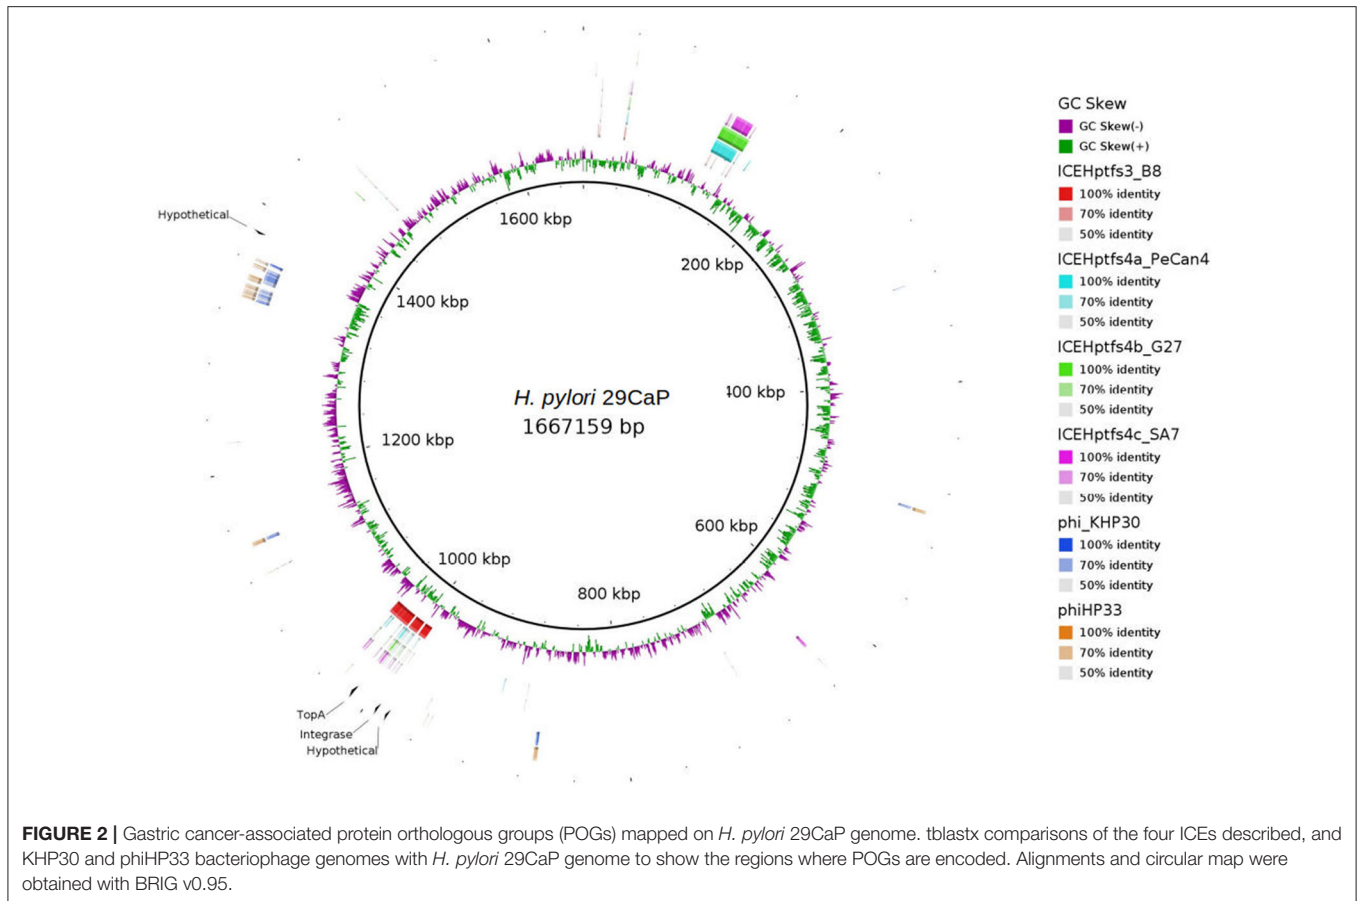 GC Skew
GC Skew(-)
GC Skew(+)
ICEHptfs3_B8
100% identity
70% identity
50% identity
ICEHptfs4a_PeCan4
100% identity
70% identity
50% identity
ICEHptfs4b_G27
100% identity
70% identity
50% identity
ICEHptfs4c_SA7
100% identity
70% identity
50% identity
phi_KHP30
100% identity
70% identity
50% identity
phiHP33
100% identity
70% identity
50% identity
Hypothetical
1600 kbp
200 kbp
1400 kbp
400 kbp
H. pylori 29CaP
1667159 bp
1200 kbp
600 kbp
1000 kbp
800 kbp
TopA
Integrase
Hypothetical
FIGURE 2 | Gastric cancer-associated protein orthologous groups (POGs) mapped on H. pylori 29CaP genome. tblastx comparisons of the four ICEs described, and
KHP30 and phiHP33 bacteriophage genomes with H. pylori 29CaP genome to show the regions where POGs are encoded. Alignments and circular map were
obtained with BRIG v0.95.